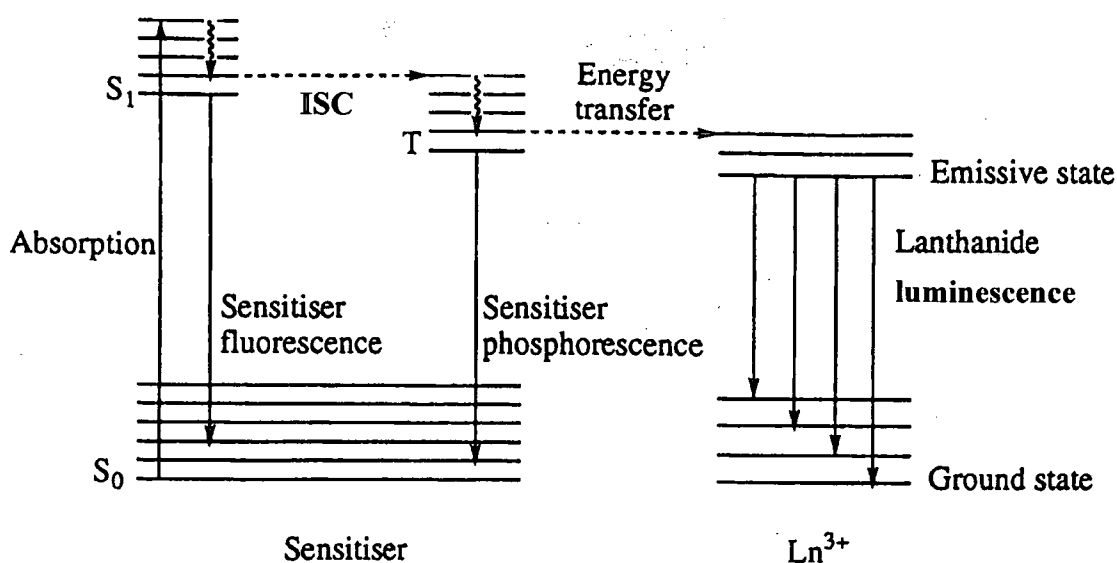 S₁
ISC
T
Energy
transfer
Emissive state
Absorption
Sensitiser
fluorescence
Sensitiser
phosphorescence
Lanthanide
luminescence
S₀
Ground state
Sensitiser
Ln³⁺